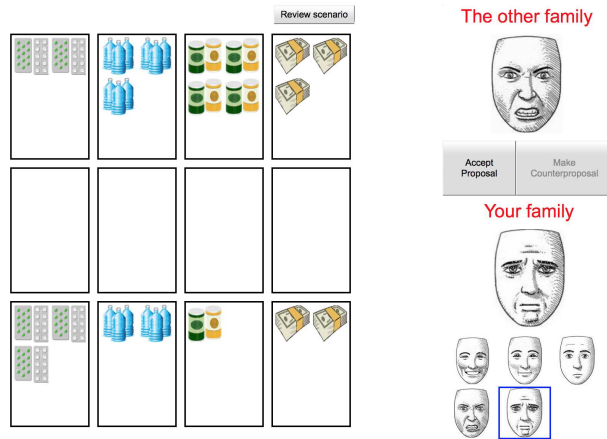 Review scenario
The other family
Accept
Proposal
Make
Counterproposal
Your family